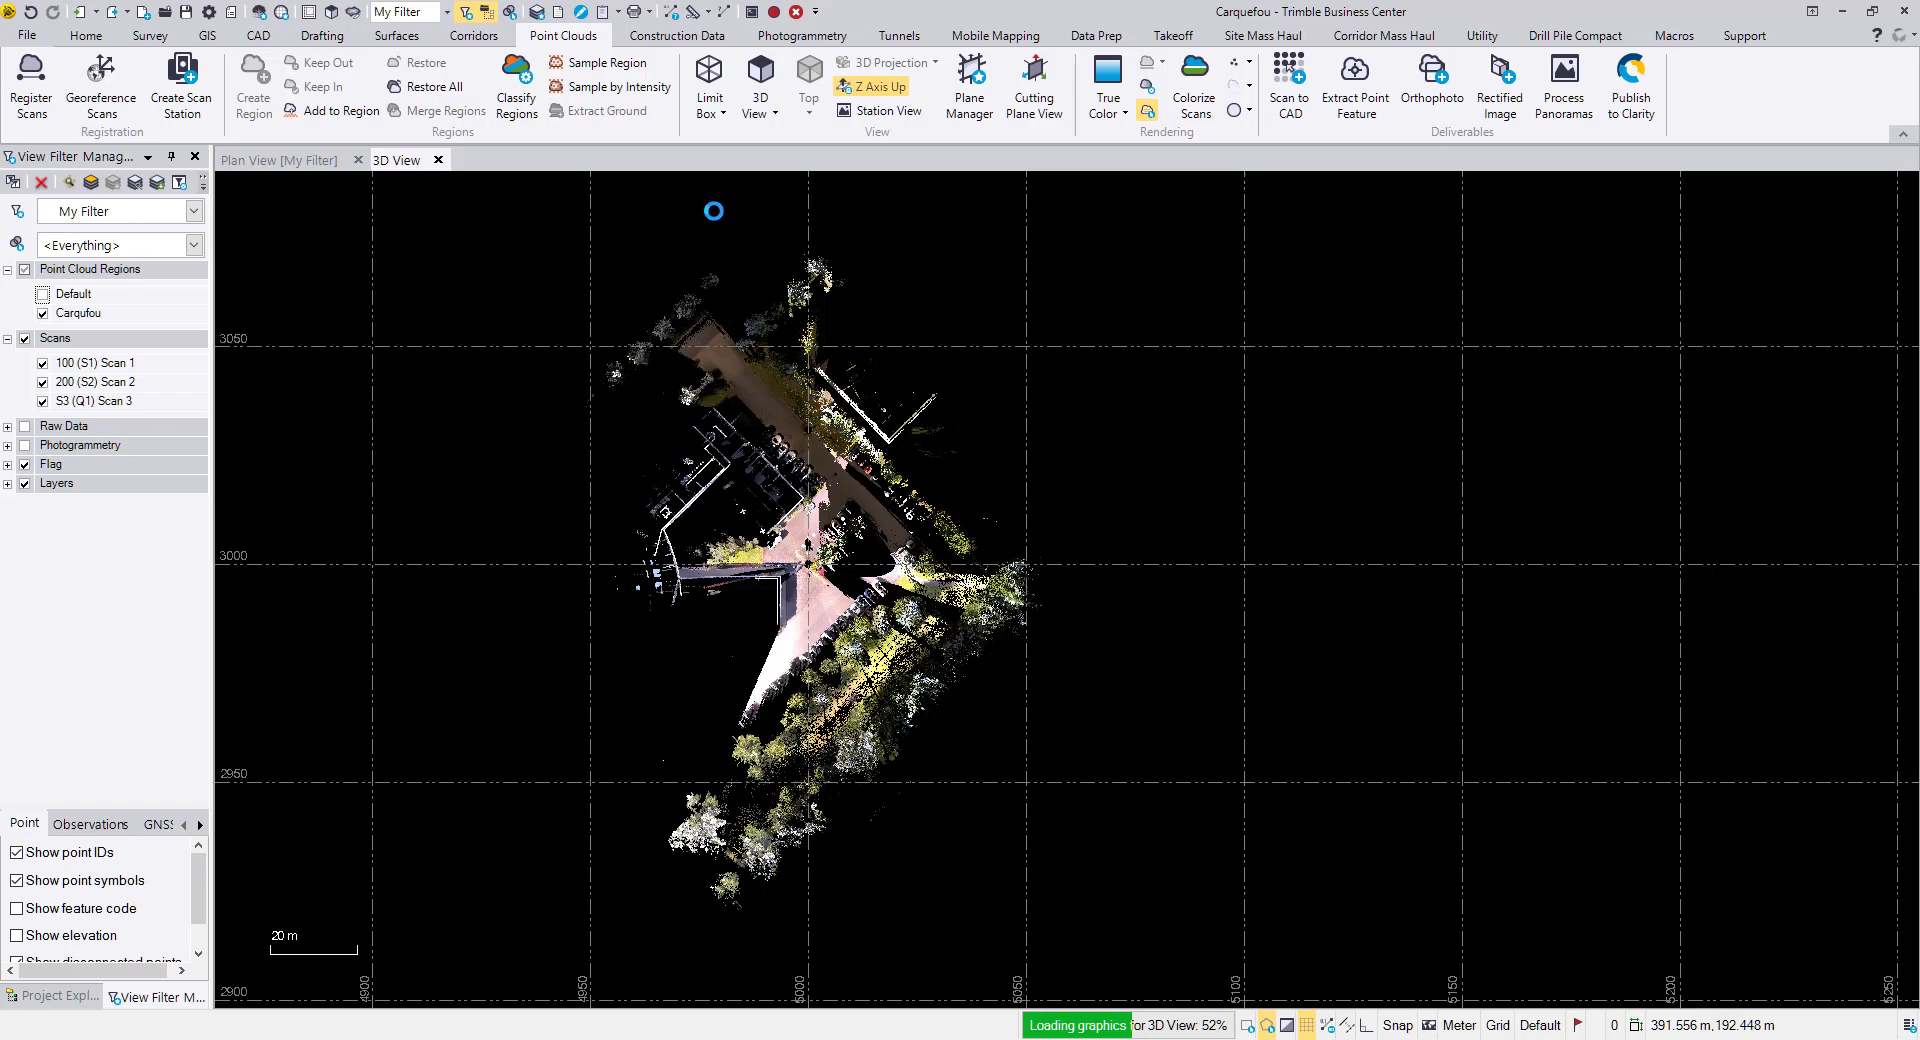 My Filter
Carquefou - Trimble Business Center
File Home Survey GIS CAD Drafting Surfaces Corridors Point Clouds Construction Data Photogrammetry Tunnels Mobile Mapping Data Prep Takeoff Site Mass Haul Corridor Mass Haul Utility Drill Pile Compact Macros Support
Register Scans
Georeference Scans
Create Scan Station
Registration
Create Region
Keep Out
Keep In
Add to Region
Restore
Restore All
Merge Regions
Classify Regions
Sample Region
Sample by Intensity
Extract Ground
Regions
Limit Box
3D View
Top
3D Projection
Z Axis Up
Station View
Plane Manager
Cutting Plane View
View
True Color
Colorize Scans
Rendering
Scan to CAD
Extract Point Feature
Orthophoto
Rectified Image
Process Panoramas
Publish to Clarity
Deliverables
View Filter Manag...
Plan View [My Filter]
3D View
My Filter
<Everything>
Point Cloud Regions
Default
Carqufou
Scans
100 (S1) Scan 1
200 (S2) Scan 2
S3 (Q1) Scan 3
Raw Data
Photogrammetry
Flag
Layers
3050
3000
2950
2900
20 m
4900
4950
5000
5050
5100
5150
5200
5250
Point Observations GNSS
Show point IDs
Show point symbols
Show feature code
Show elevation
Show disconnected points
Project Expl...
View Filter M...
Loading graphics for 3D View: 52%
Snap Meter Grid Default 0 391.556 m, 192.448 m